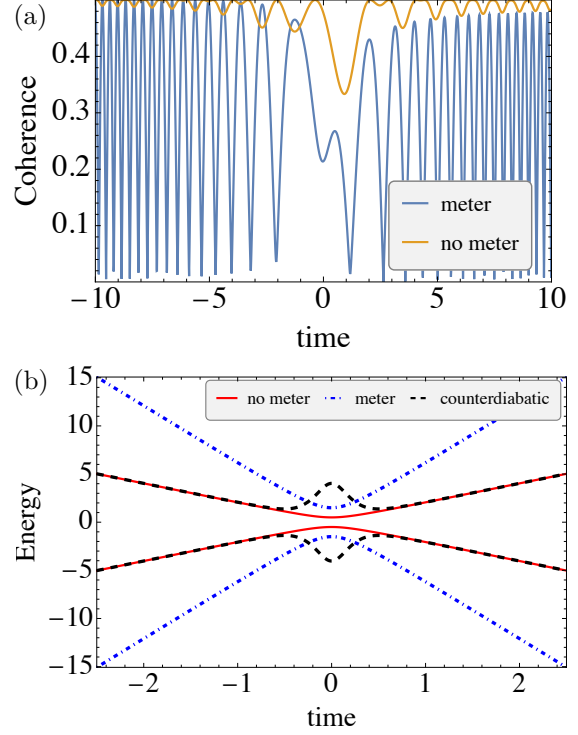 (a)
Coherence
0.4
0.3
0.2
0.1
meter
no meter
−10 −5 0 5 10
time
(b)
Energy
15
10
5
0
−5
−10
−15
no meter meter counterdiabatic
−2 −1 0 1 2
time